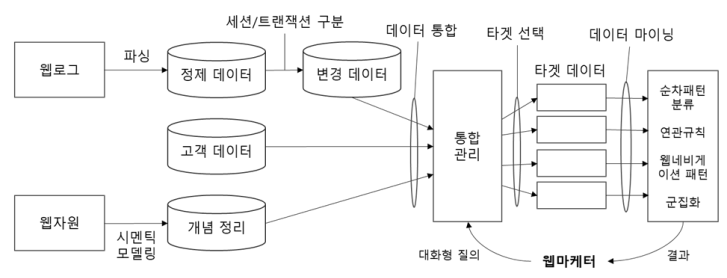 세션/트랜잭션 구분
데이터 통합
타겟 선택
데이터 마이닝
웹로그
파싱
정제 데이터
변경 데이터
타겟 데이터
순차패턴
분류
연관규칙
웹네비게
이션 패턴
군집화
고객 데이터
통합
관리
웹자원
시멘틱
모델링
개념 정리
대화형 질의
웹마케터
결과